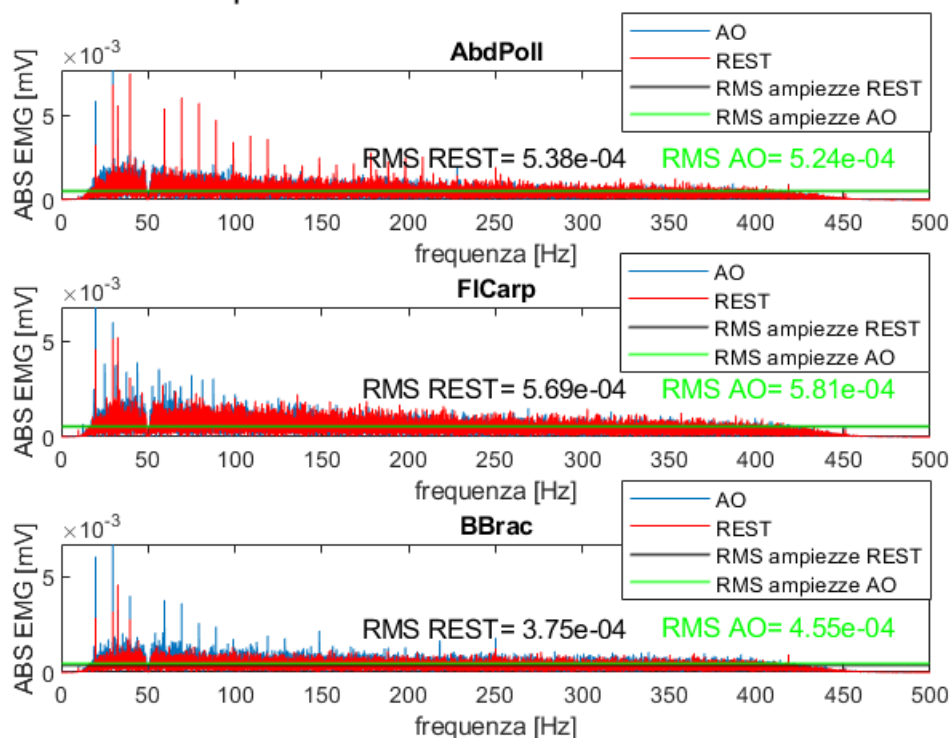 AbdPoll
×10⁻³
ABS EMG [mV]
5
0
AO
REST
RMS ampiezze REST
RMS ampiezze AO
RMS REST= 5.38e-04
RMS AO= 5.24e-04
0 50 100 150 200 250 300 350 400 450 500
frequenza [Hz]
FlCarp
×10⁻³
ABS EMG [mV]
5
0
AO
REST
RMS ampiezze REST
RMS ampiezze AO
RMS REST= 5.69e-04
RMS AO= 5.81e-04
0 50 100 150 200 250 300 350 400 450 500
frequenza [Hz]
BBrac
×10⁻³
ABS EMG [mV]
5
0
AO
REST
RMS ampiezze REST
RMS ampiezze AO
RMS REST= 3.75e-04
RMS AO= 4.55e-04
0 50 100 150 200 250 300 350 400 450 500
frequenza [Hz]